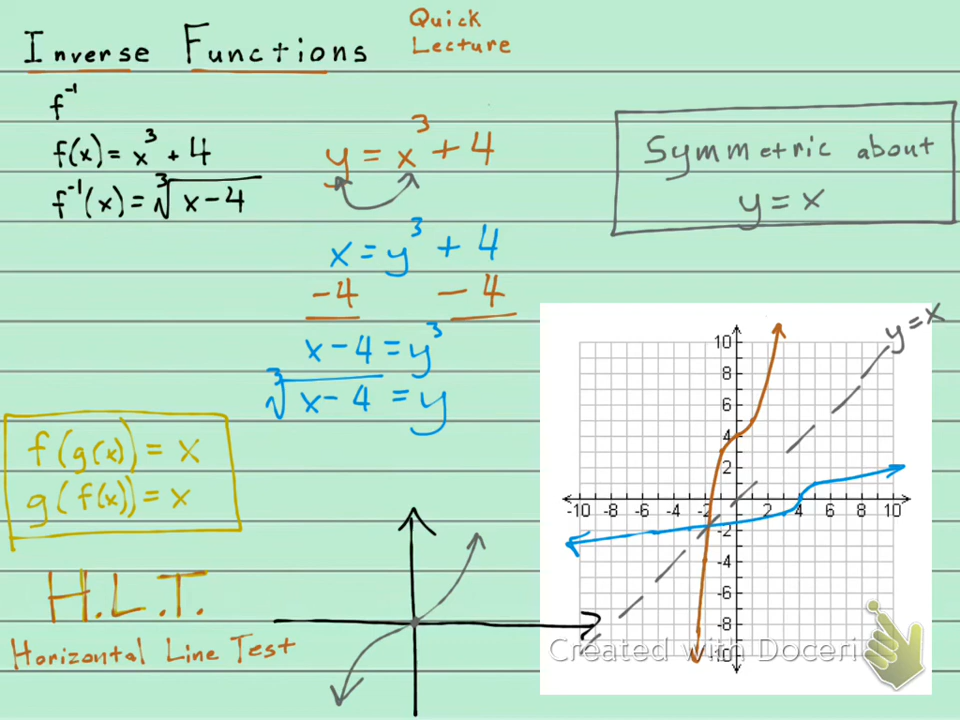 Inverse Functions
Quick
Lecture
f⁻¹
f(x) = x³ + 4
f⁻¹(x) = ∛(x-4)
y = x³ + 4
x = y³ + 4
-4 -4
x-4 = y³
∛(x-4) = y
Symmetric about
y = x
f(g(x)) = x
g(f(x)) = x
H.L.T.
Horizontal Line Test
y=x
10
8
6
4
2
-10 -8 -6 -4 -2 2 4 6 8 10
-2
-4
-6
-8
-10
Created with Doceri